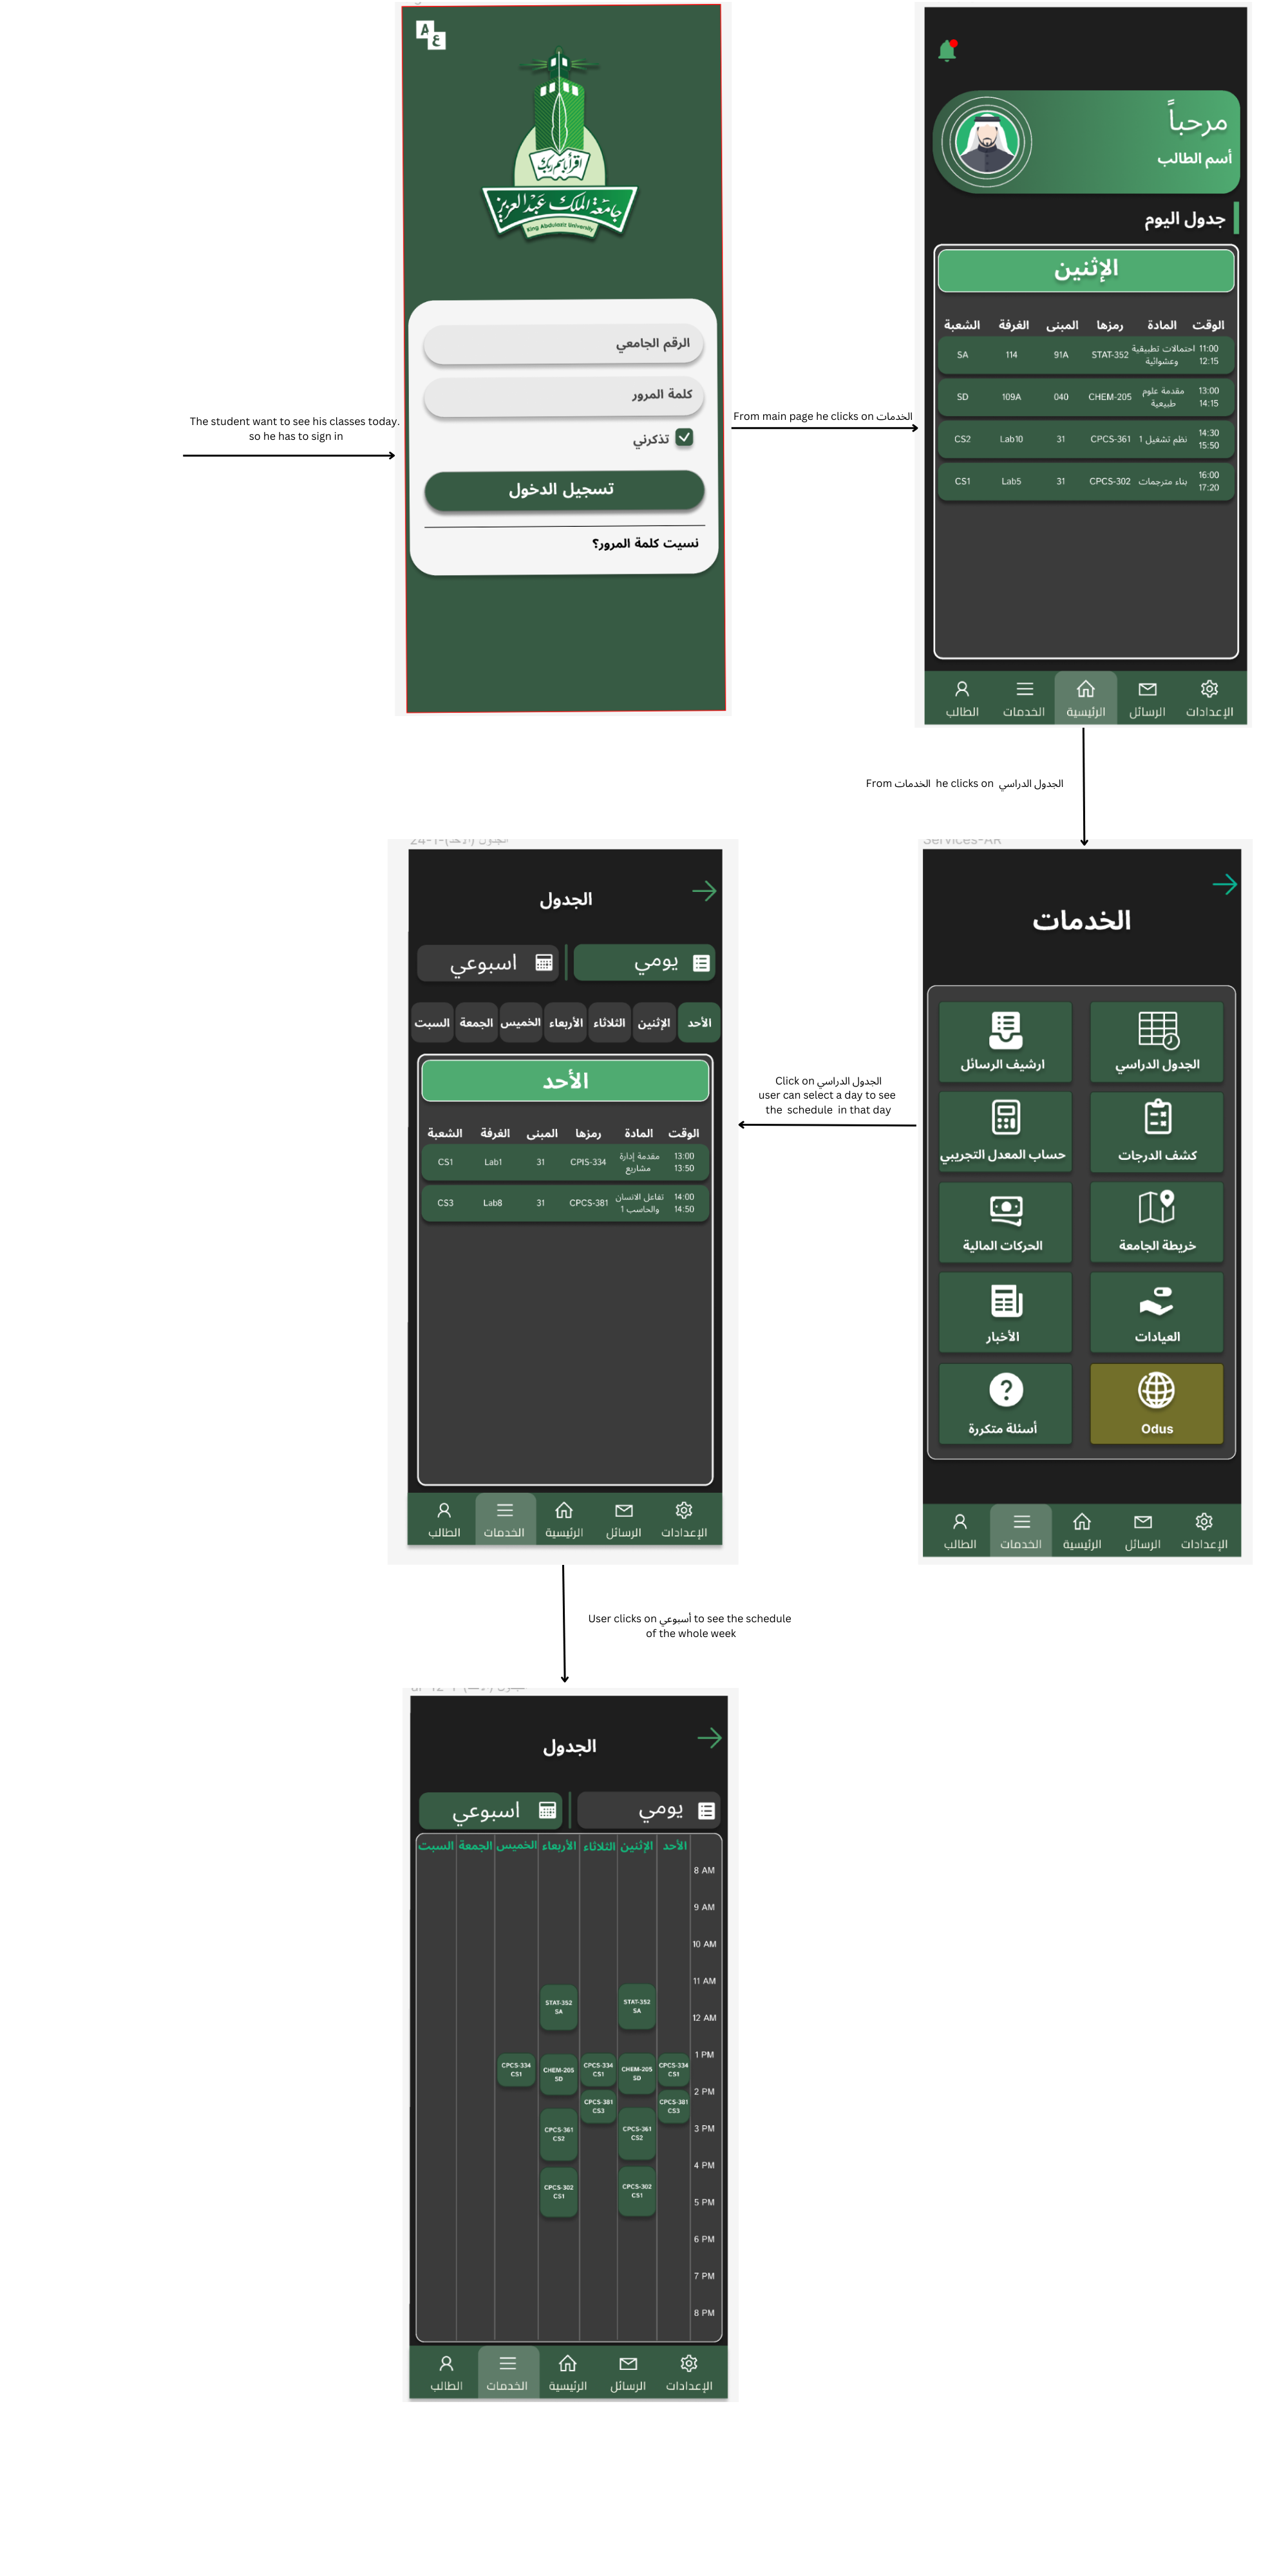 A ع
اقرأ باسم ربك
جامعة الملك عبد العزيز
King Abdulaziz University
الرقم الجامعي
كلمة المرور
تذكرني
تسجيل الدخول
نسيت كلمة المرور؟
The student want to see his classes today.
so he has to sign in
From main page he clicks on الخدمات
مرحباً
أسم الطالب
جدول اليوم
الإثنين
الوقت المادة رمزها المبنى الغرفة الشعبة
11:00 احتمالات تطبيقية STAT-352 91A 114 SA
12:15 وعشوائية
13:00 مقدمة علوم CHEM-205 040 109A SD
14:15 طبيعية
14:30 نظم تشغيل 1 CPCS-361 31 Lab10 CS2
15:50
16:00 بناء مترجمات CPCS-302 31 Lab5 CS1
17:20
الإعدادات الرسائل الرئيسية الخدمات الطالب
From الخدمات he clicks on الجدول الدراسي
Services-AR
الخدمات
الجدول الدراسي ارشيف الرسائل
كشف الدرجات حساب المعدل التجريبي
خريطة الجامعة الحركات المالية
العيادات الأخبار
Odus أسئلة متكررة
الإعدادات الرسائل الرئيسية الخدمات الطالب
Click on الجدول الدراسي
user can select a day to see
the schedule in that day
الجدول
يومي اسبوعي
الأحد الإثنين الثلاثاء الأربعاء الخميس الجمعة السبت
الأحد
الوقت المادة رمزها المبنى الغرفة الشعبة
13:00 مقدمة إدارة CPIS-334 31 Lab1 CS1
13:50 مشاريع
14:00 تفاعل الانسان CPCS-381 31 Lab8 CS3
14:50 والحاسب 1
الإعدادات الرسائل الرئيسية الخدمات الطالب
User clicks on أسبوعي to see the schedule
of the whole week
الجدول
يومي اسبوعي
الأحد الإثنين الثلاثاء الأربعاء الخميس الجمعة السبت
8 AM
9 AM
10 AM
11 AM
STAT-352 STAT-352
SA SA
12 AM
1 PM
CPCS-334 CHEM-205 CPCS-334 CHEM-205 CPCS-334
CS1 SD CS1 SD CS1
2 PM
CPCS-381 CPCS-381
CS3 CS3
3 PM
CPCS-361 CPCS-361
CS2 CS2
4 PM
CPCS-302 CPCS-302
CS1 CS1
5 PM
6 PM
7 PM
8 PM
الإعدادات الرسائل الرئيسية الخدمات الطالب